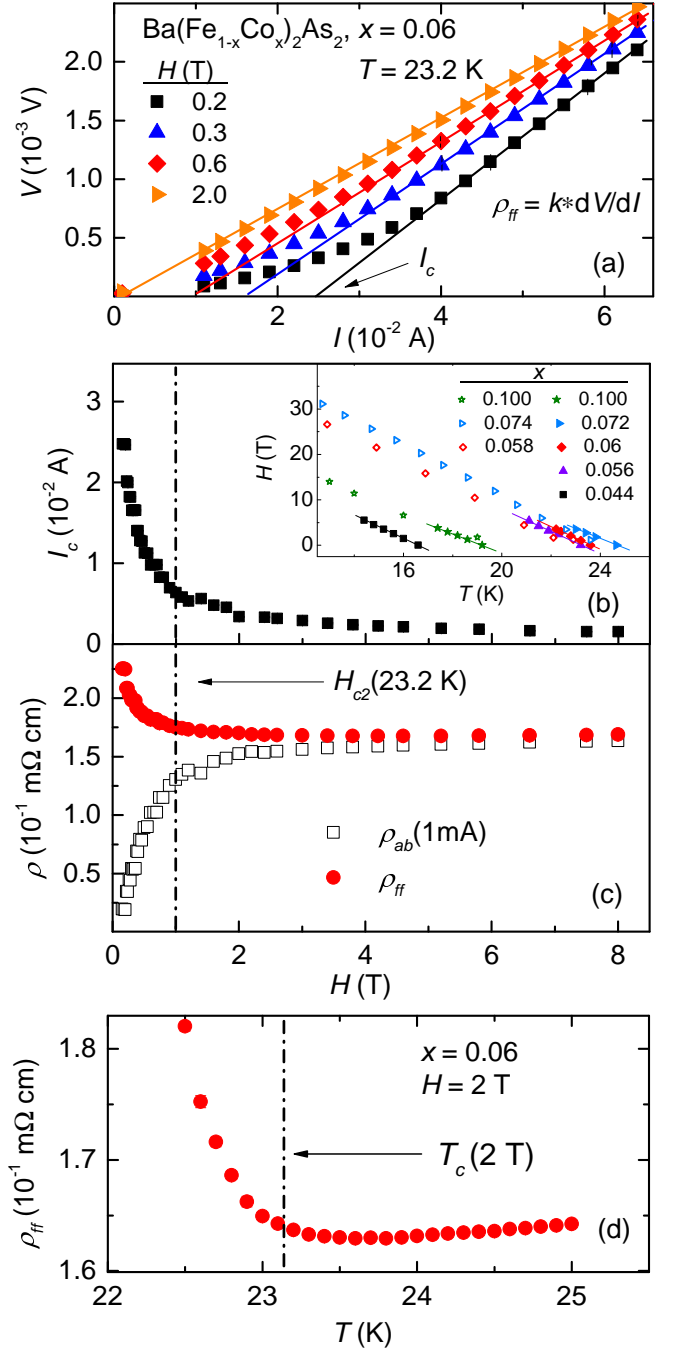 Ba(Fe1-xCox)2As2, x = 0.06
H (T)
T = 23.2 K
0.2
0.3
0.6
2.0
ρff = k*dV/dI
Ic
(a)
2.0
1.5
1.0
0.5
V (10-3 V)
0 2 4 6
I (10-2 A)
x
0.100 0.100
0.074 0.072
0.058 0.06
0.056
0.044
30
15
0
H (T)
16 20 24
T (K)
(b)
3
2
1
0
Ic (10-2 A)
Hc2(23.2 K)
2.0
1.5
1.0
0.5
ρ (10-1 mΩ cm)
ρab(1mA)
ρff
(c)
0 2 4 6 8
H (T)
x = 0.06
H = 2 T
Tc(2 T)
1.8
1.7
1.6
ρff (10-1 mΩ cm)
(d)
22 23 24 25
T (K)